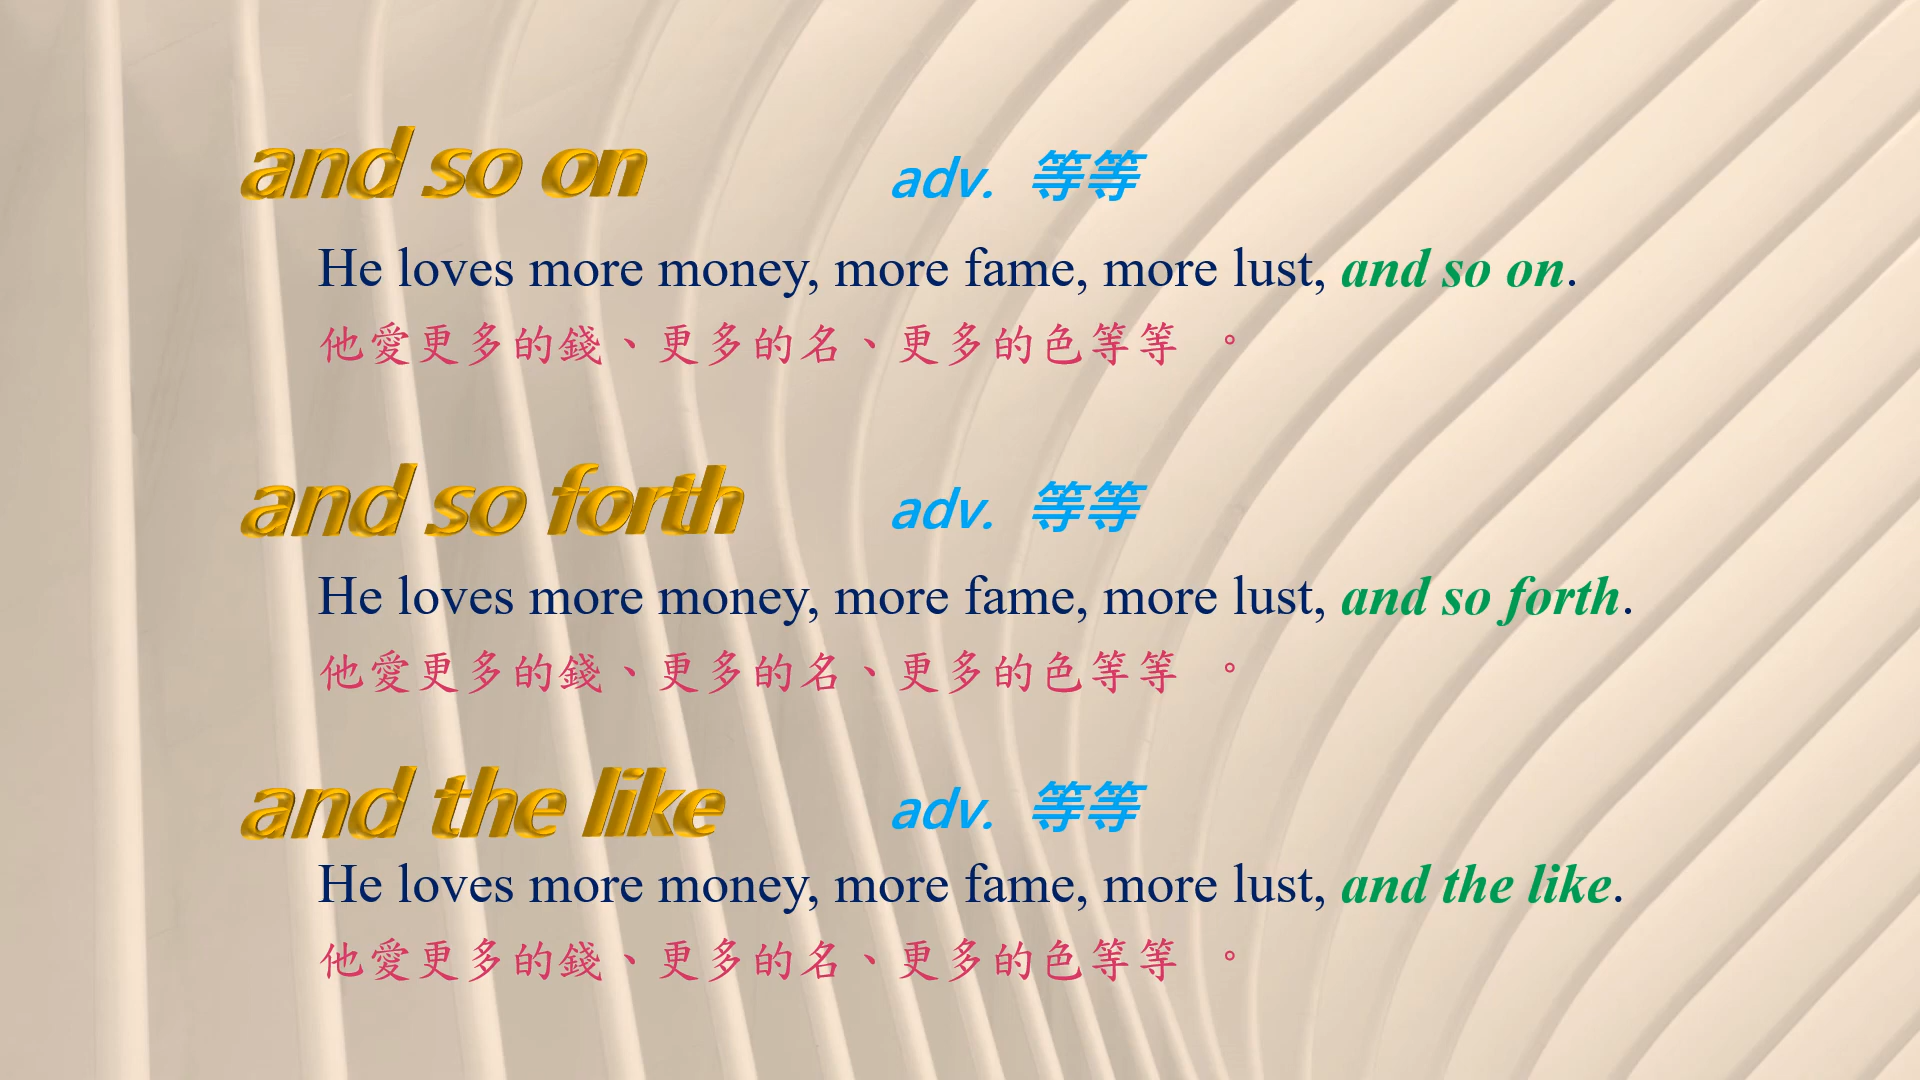 and so on adv. 等等
He loves more money, more fame, more lust, and so on.
他愛更多的錢、更多的名、更多的色等等 。
and so forth adv. 等等
He loves more money, more fame, more lust, and so forth.
他愛更多的錢、更多的名、更多的色等等 。
and the like adv. 等等
He loves more money, more fame, more lust, and the like.
他愛更多的錢、更多的名、更多的色等等 。